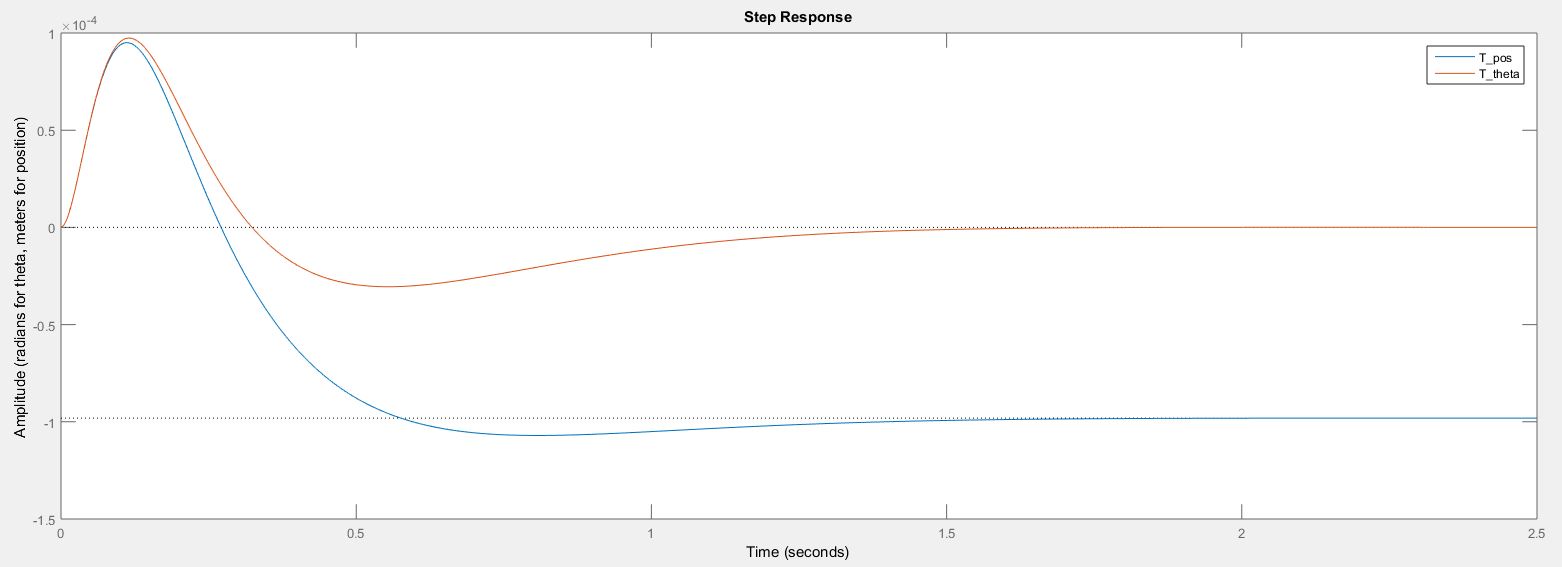 Step Response
×10-4
1
0.5
0
-0.5
-1
-1.5
Amplitude (radians for theta, meters for position)
T_pos
T_theta
0
0.5
1
1.5
2
2.5
Time (seconds)